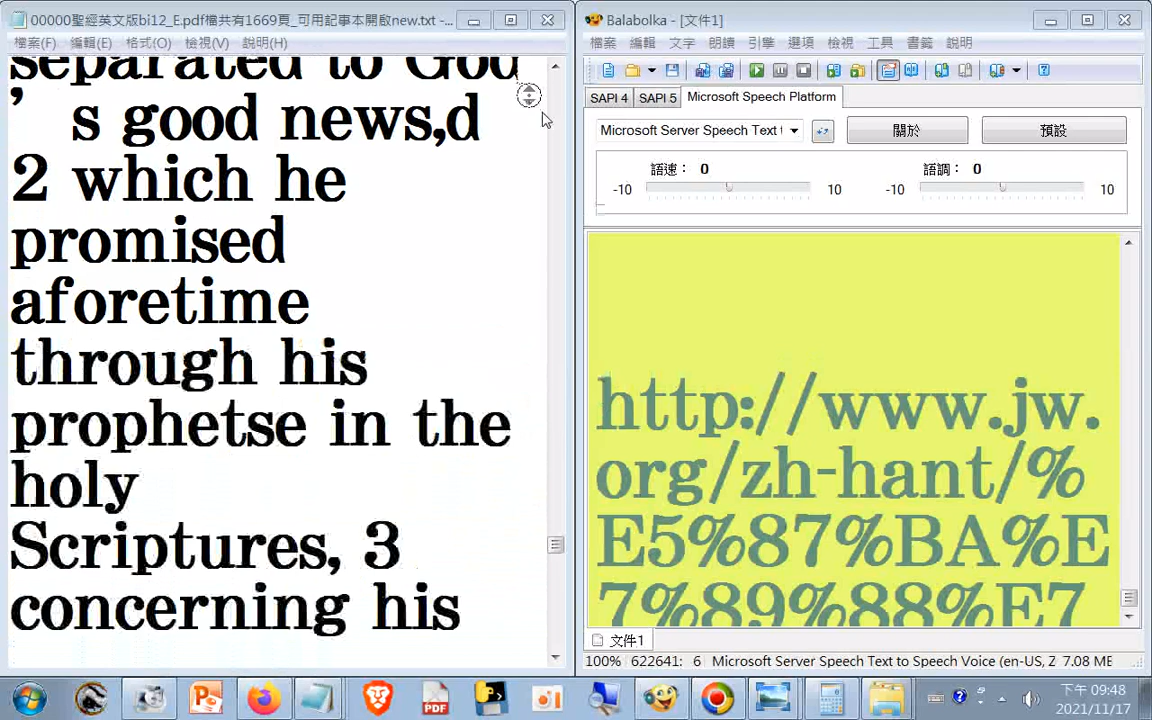 00000聖經英文版bi12_E.pdf檔共有1669頁_可用記事本開啟new.txt -...
檔案(F) 編輯(E) 格式(O) 檢視(V) 說明(H)
separated to God
’ s good news,d
2 which he
promised
aforetime
through his
prophetse in the
holy
Scriptures, 3
concerning his
Balabolka - [文件1]
檔案 編輯 文字 朗讀 引擎 選項 檢視 工具 書籤 說明
SAPI 4 SAPI 5 Microsoft Speech Platform
Microsoft Server Speech Text 關於 預設
語速： 0 語調： 0
-10 10 -10 10
http://www.jw.
org/zh-hant/%
E5%87%BA%E
7%89%88%E7
文件1
100% 622641: 6 Microsoft Server Speech Text to Speech Voice (en-US, Z 7.08 ME
PDF
下午 09:48
2021/11/17